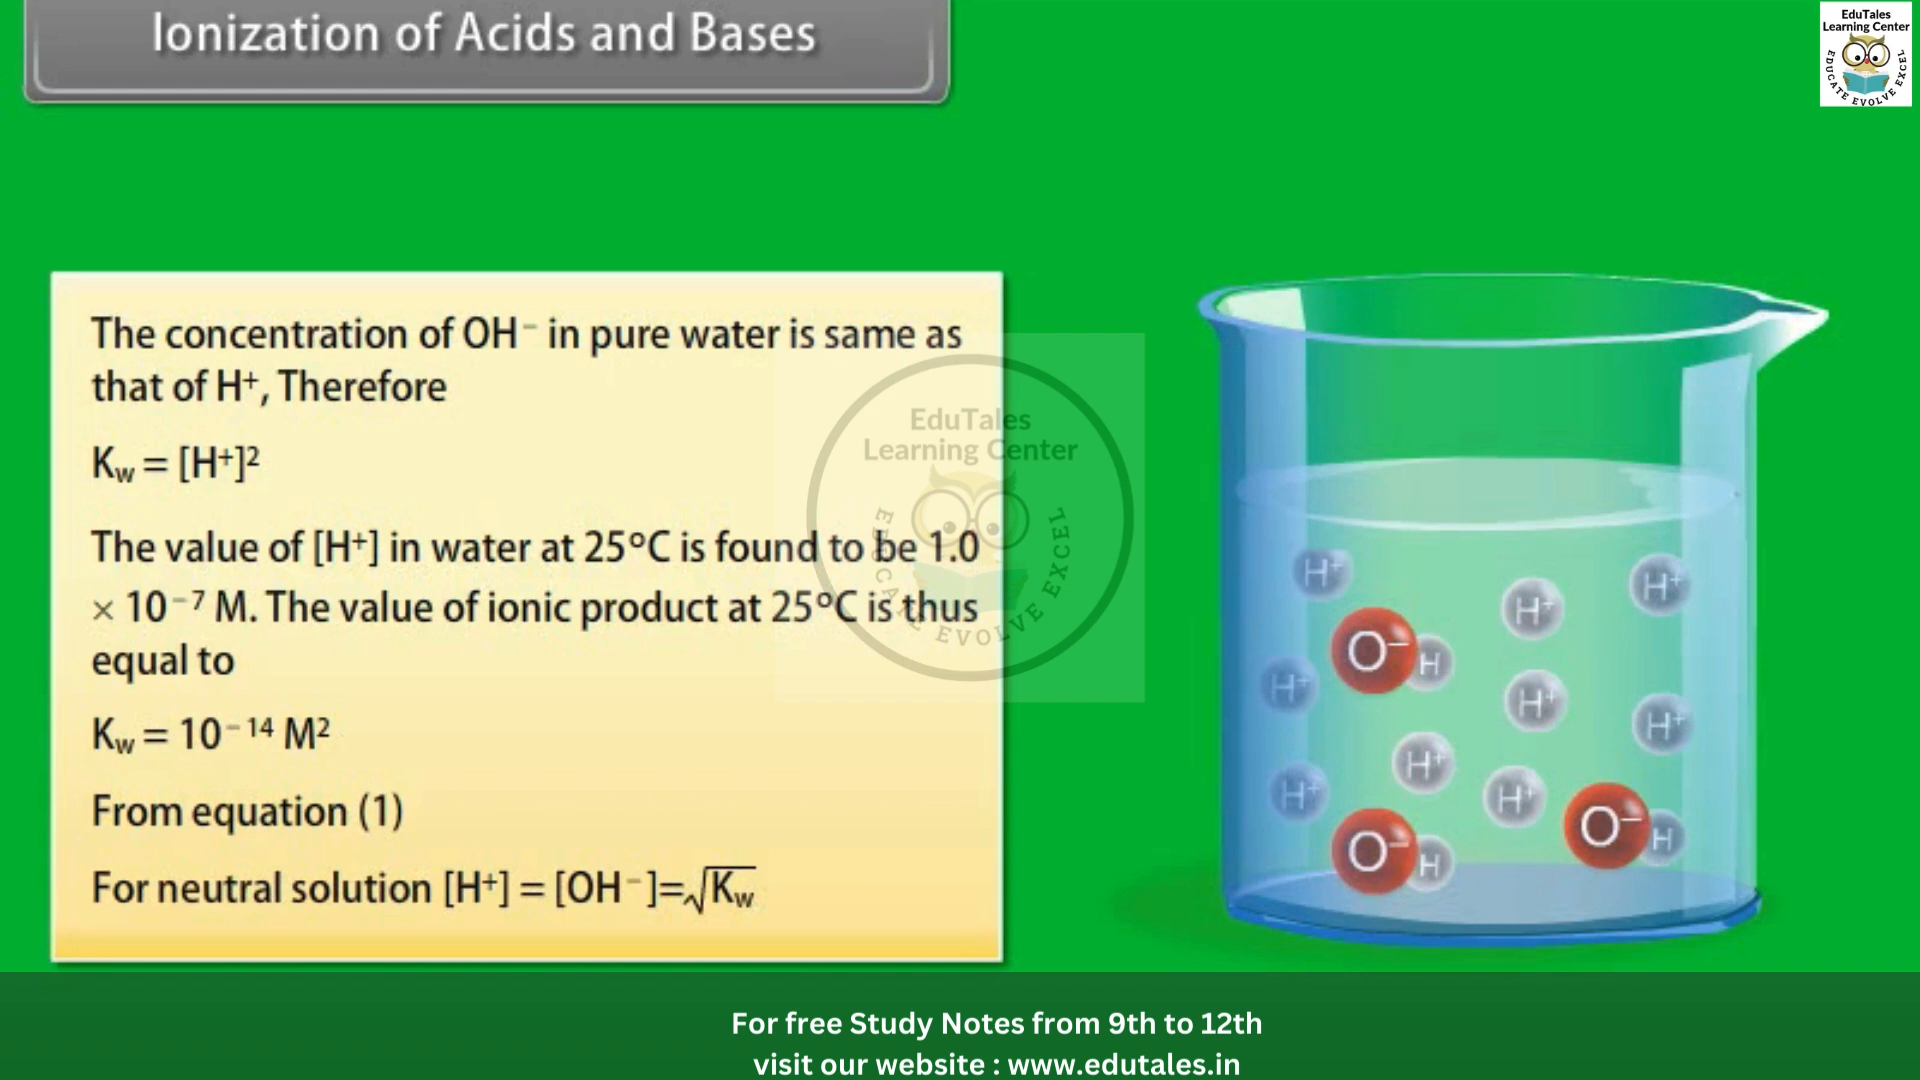 Ionization of Acids and Bases
EduTales
Learning Center
EDUCATE EVOLVE EXCEL
The concentration of OH⁻ in pure water is same as
that of H⁺, Therefore
K_w = [H⁺]²
The value of [H⁺] in water at 25°C is found to be 1.0
× 10⁻⁷ M. The value of ionic product at 25°C is thus
equal to
K_w = 10⁻¹⁴ M²
From equation (1)
For neutral solution [H⁺] = [OH⁻]=√K_w
EduTales
Learning Center
EDUCATE EVOLVE EXCEL
H⁺
H⁺
H⁺
O⁻ H
H⁺
H⁺
H⁺
H⁺
H⁺
H⁺
O⁻ H
O⁻ H
For free Study Notes from 9th to 12th
visit our website : www.edutales.in